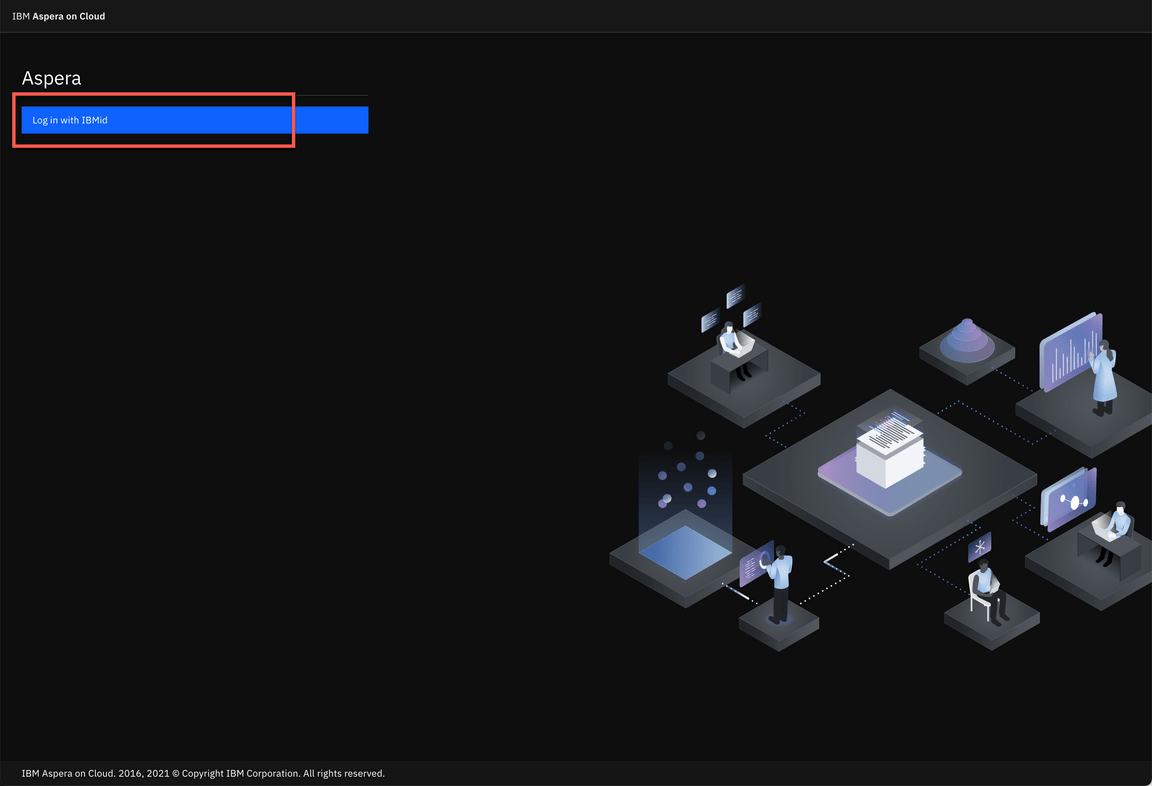 IBM Aspera on Cloud
Aspera
Log in with IBMid
IBM Aspera on Cloud. 2016, 2021 © Copyright IBM Corporation. All rights reserved.